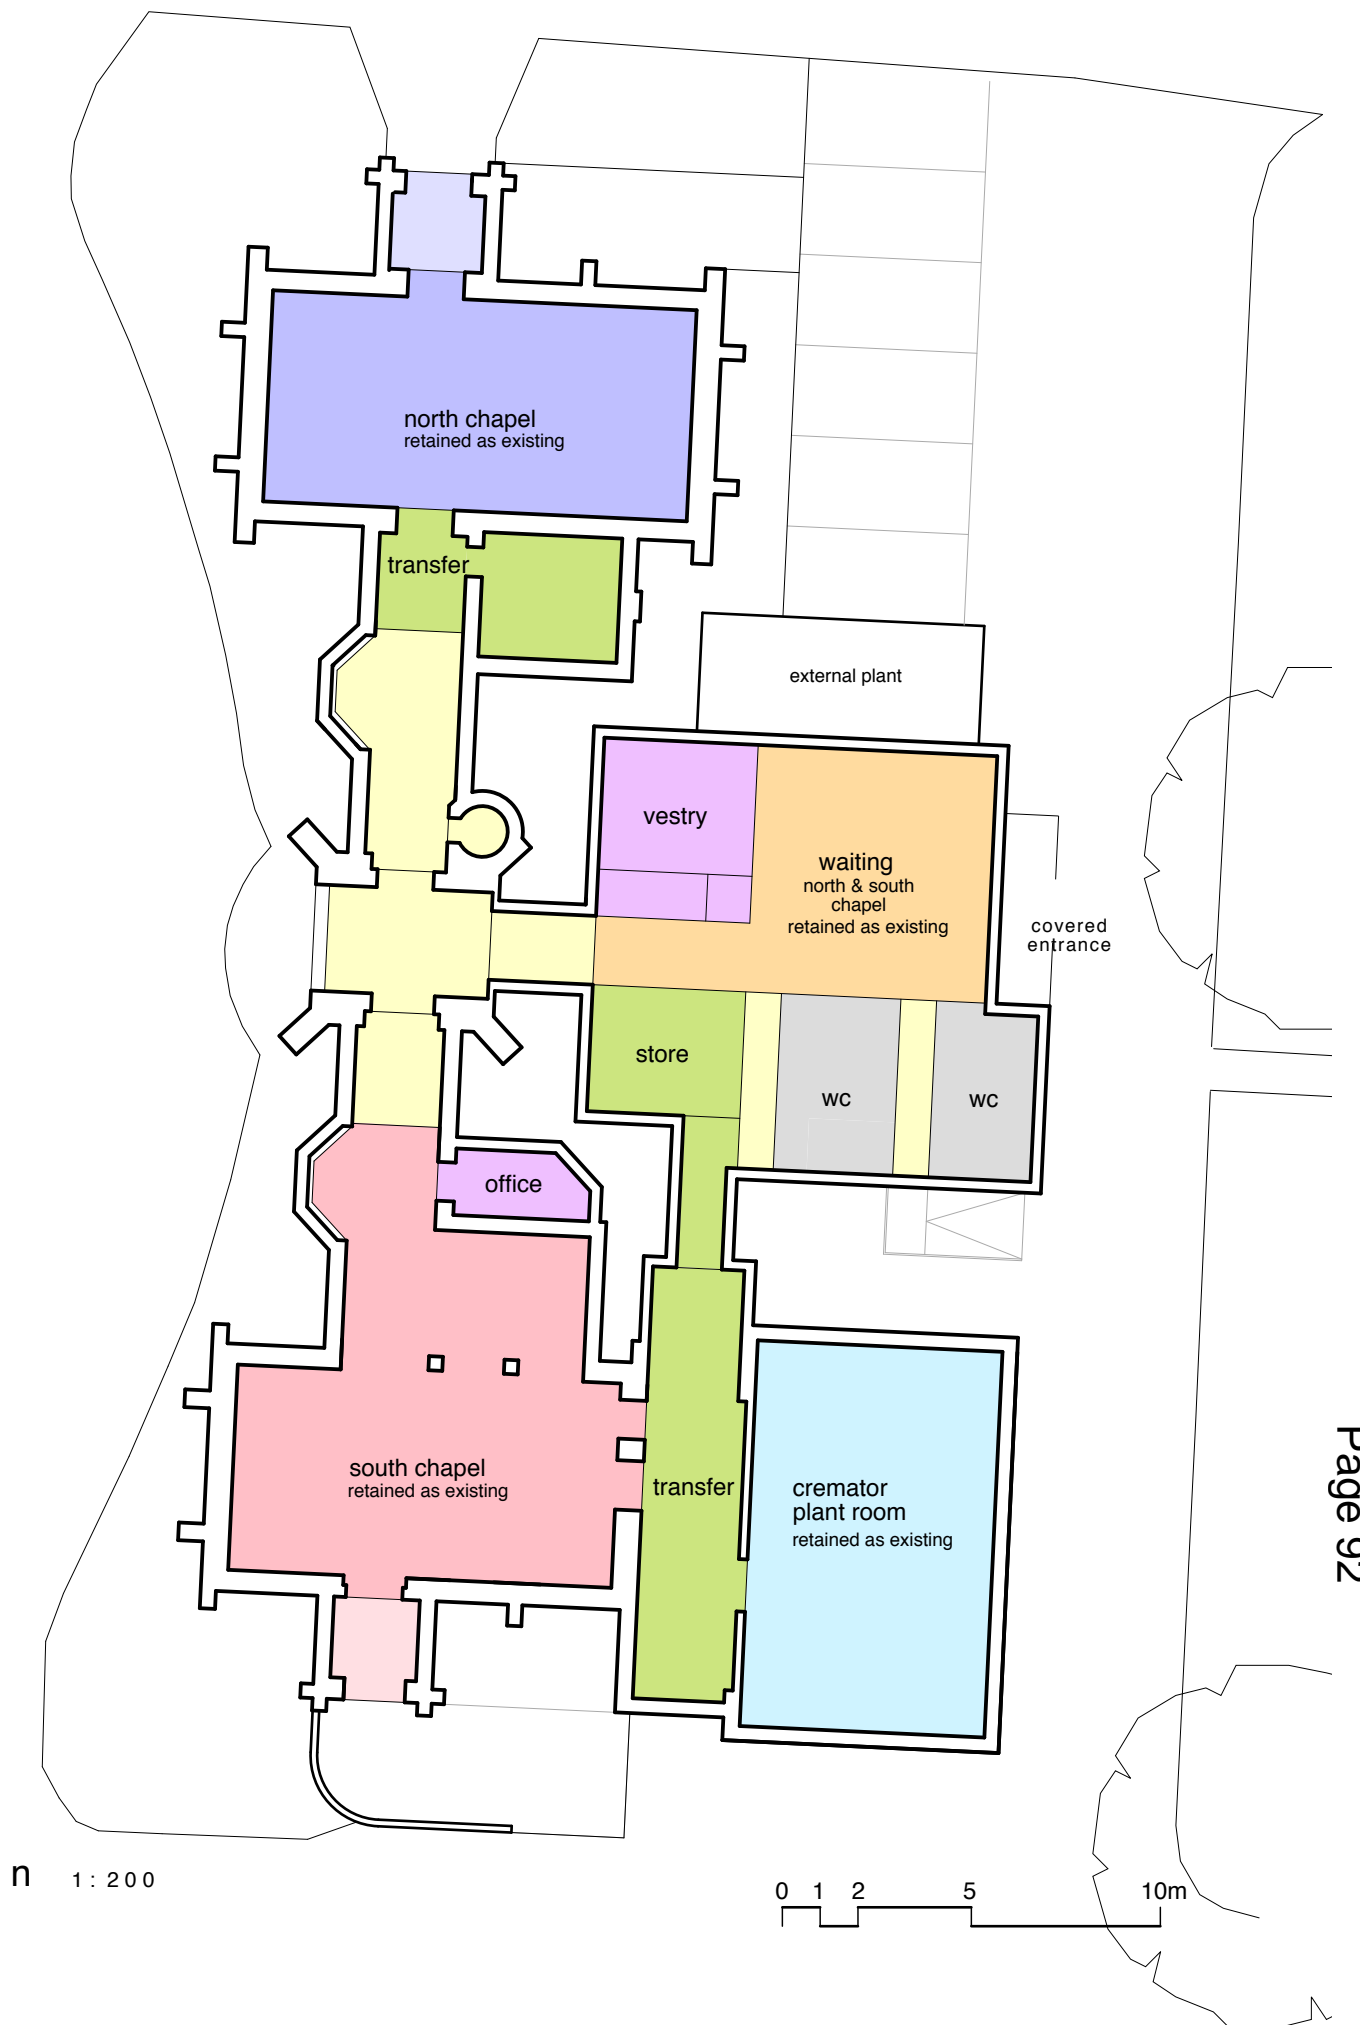 north chapel
retained as existing
transfer
external plant
vestry
waiting
north & south
chapel
retained as existing
covered
entrance
store
wc
wc
office
south chapel
retained as existing
transfer
cremator
plant room
retained as existing
Page 92
n 1:200
0 1 2 5 10m